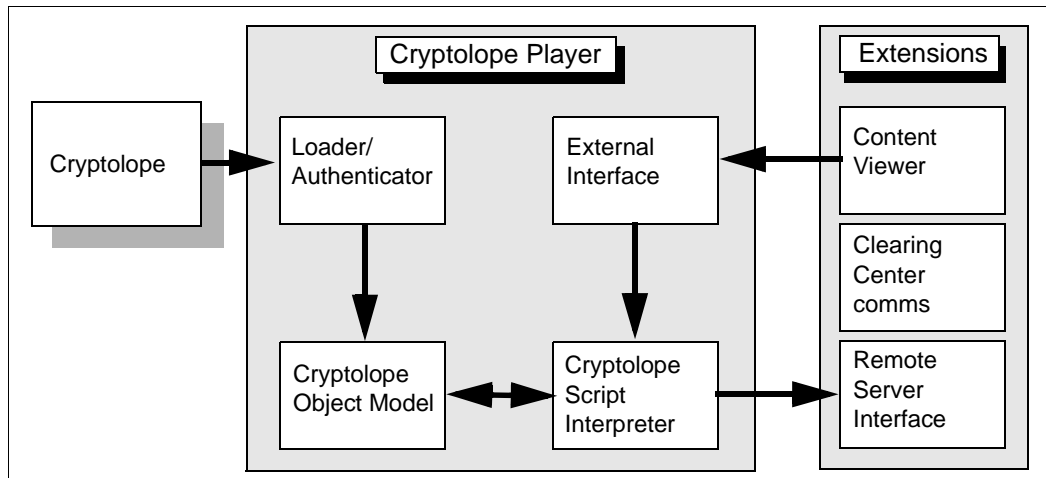 Cryptolope Player
Extensions
Cryptolope
Loader/
Authenticator
External
Interface
Content
Viewer
Clearing
Center
comms
Cryptolope
Object Model
Cryptolope
Script
Interpreter
Remote
Server
Interface